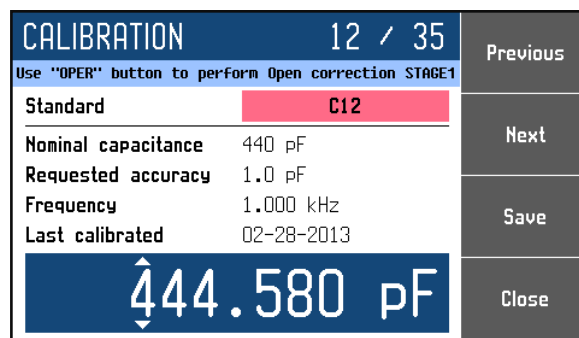 CALIBRATION 12 / 35
Use "OPER" button to perform Open correction STAGE1
Standard C12
Nominal capacitance 440 pF
Requested accuracy 1.0 pF
Frequency 1.000 kHz
Last calibrated 02-28-2013
444.580 pF
Previous
Next
Save
Close